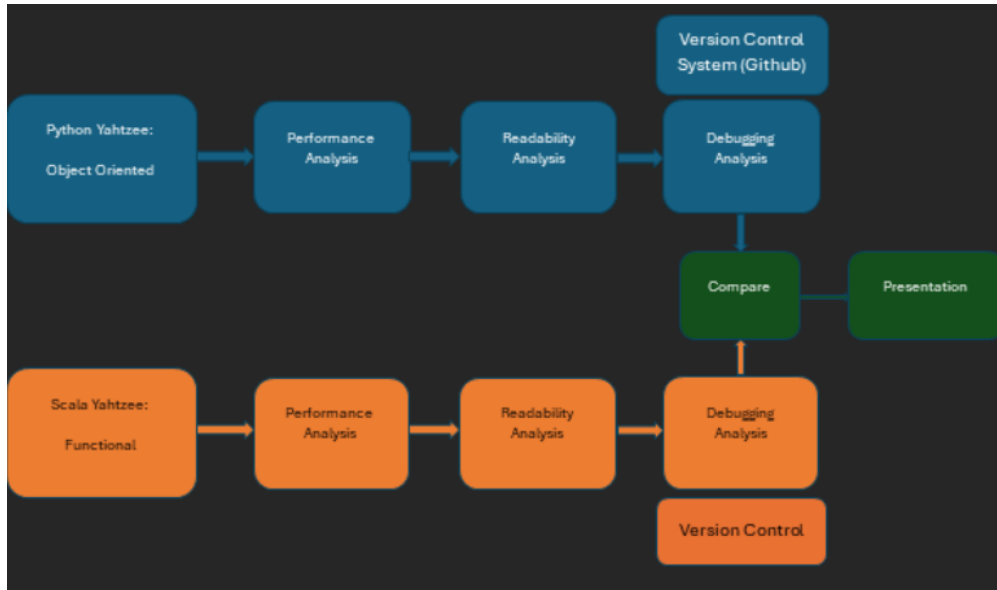 Version Control
System (Github)
Python Yahtzee:
Object Oriented
Performance
Analysis
Readability
Analysis
Debugging
Analysis
Compare
Presentation
Scala Yahtzee:
Functional
Performance
Analysis
Readability
Analysis
Debugging
Analysis
Version Control